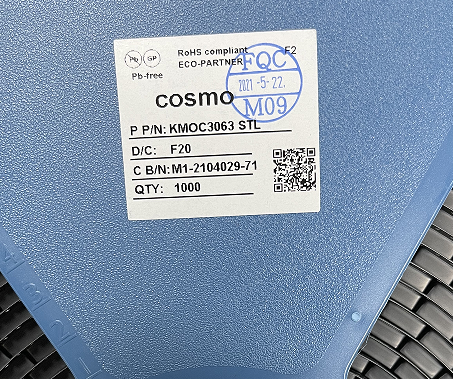 Pb GP RoHS compliant F2
ECO-PARTNER
Pb-free
FQC
2021-5-22.
M09
cosmo
P P/N: KMOC3063 STL
D/C: F20
C B/N: M1-2104029-71
QTY: 1000